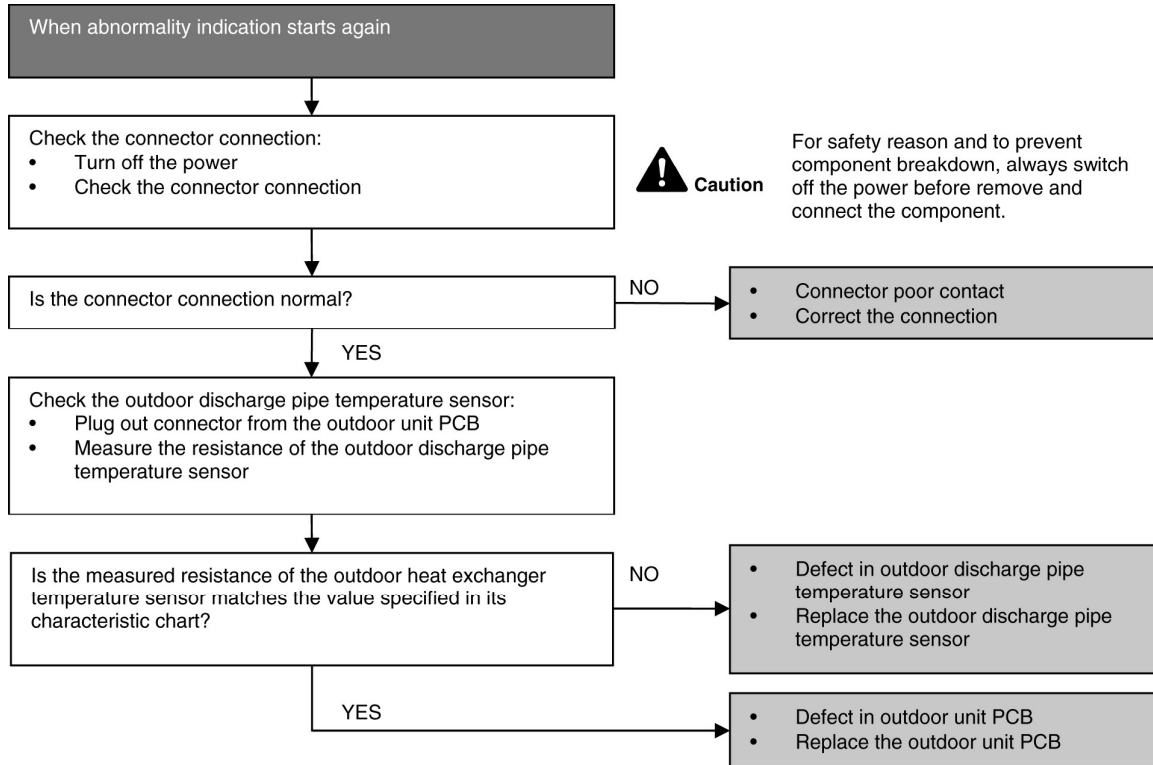 When abnormality indication starts again
Check the connector connection:
• Turn off the power
• Check the connector connection
Caution
For safety reason and to prevent
component breakdown, always switch
off the power before remove and
connect the component.
Is the connector connection normal?
NO
• Connector poor contact
• Correct the connection
YES
Check the outdoor discharge pipe temperature sensor:
• Plug out connector from the outdoor unit PCB
• Measure the resistance of the outdoor discharge pipe
temperature sensor
Is the measured resistance of the outdoor heat exchanger
temperature sensor matches the value specified in its
characteristic chart?
NO
• Defect in outdoor discharge pipe
temperature sensor
• Replace the outdoor discharge pipe
temperature sensor
YES
• Defect in outdoor unit PCB
• Replace the outdoor unit PCB